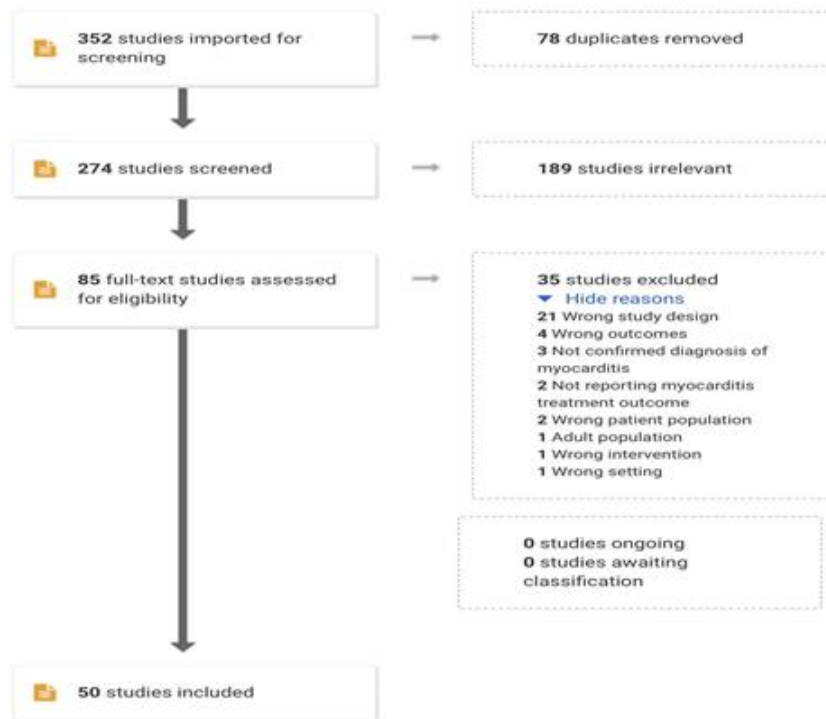 352 studies imported for
screening
78 duplicates removed
274 studies screened
189 studies irrelevant
85 full-text studies assessed
for eligibility
35 studies excluded
Hide reasons
21 Wrong study design
4 Wrong outcomes
3 Not confirmed diagnosis of
myocarditis
2 Not reporting myocarditis
treatment outcome
2 Wrong patient population
1 Adult population
1 Wrong intervention
1 Wrong setting
0 studies ongoing
0 studies awaiting
classification
50 studies included